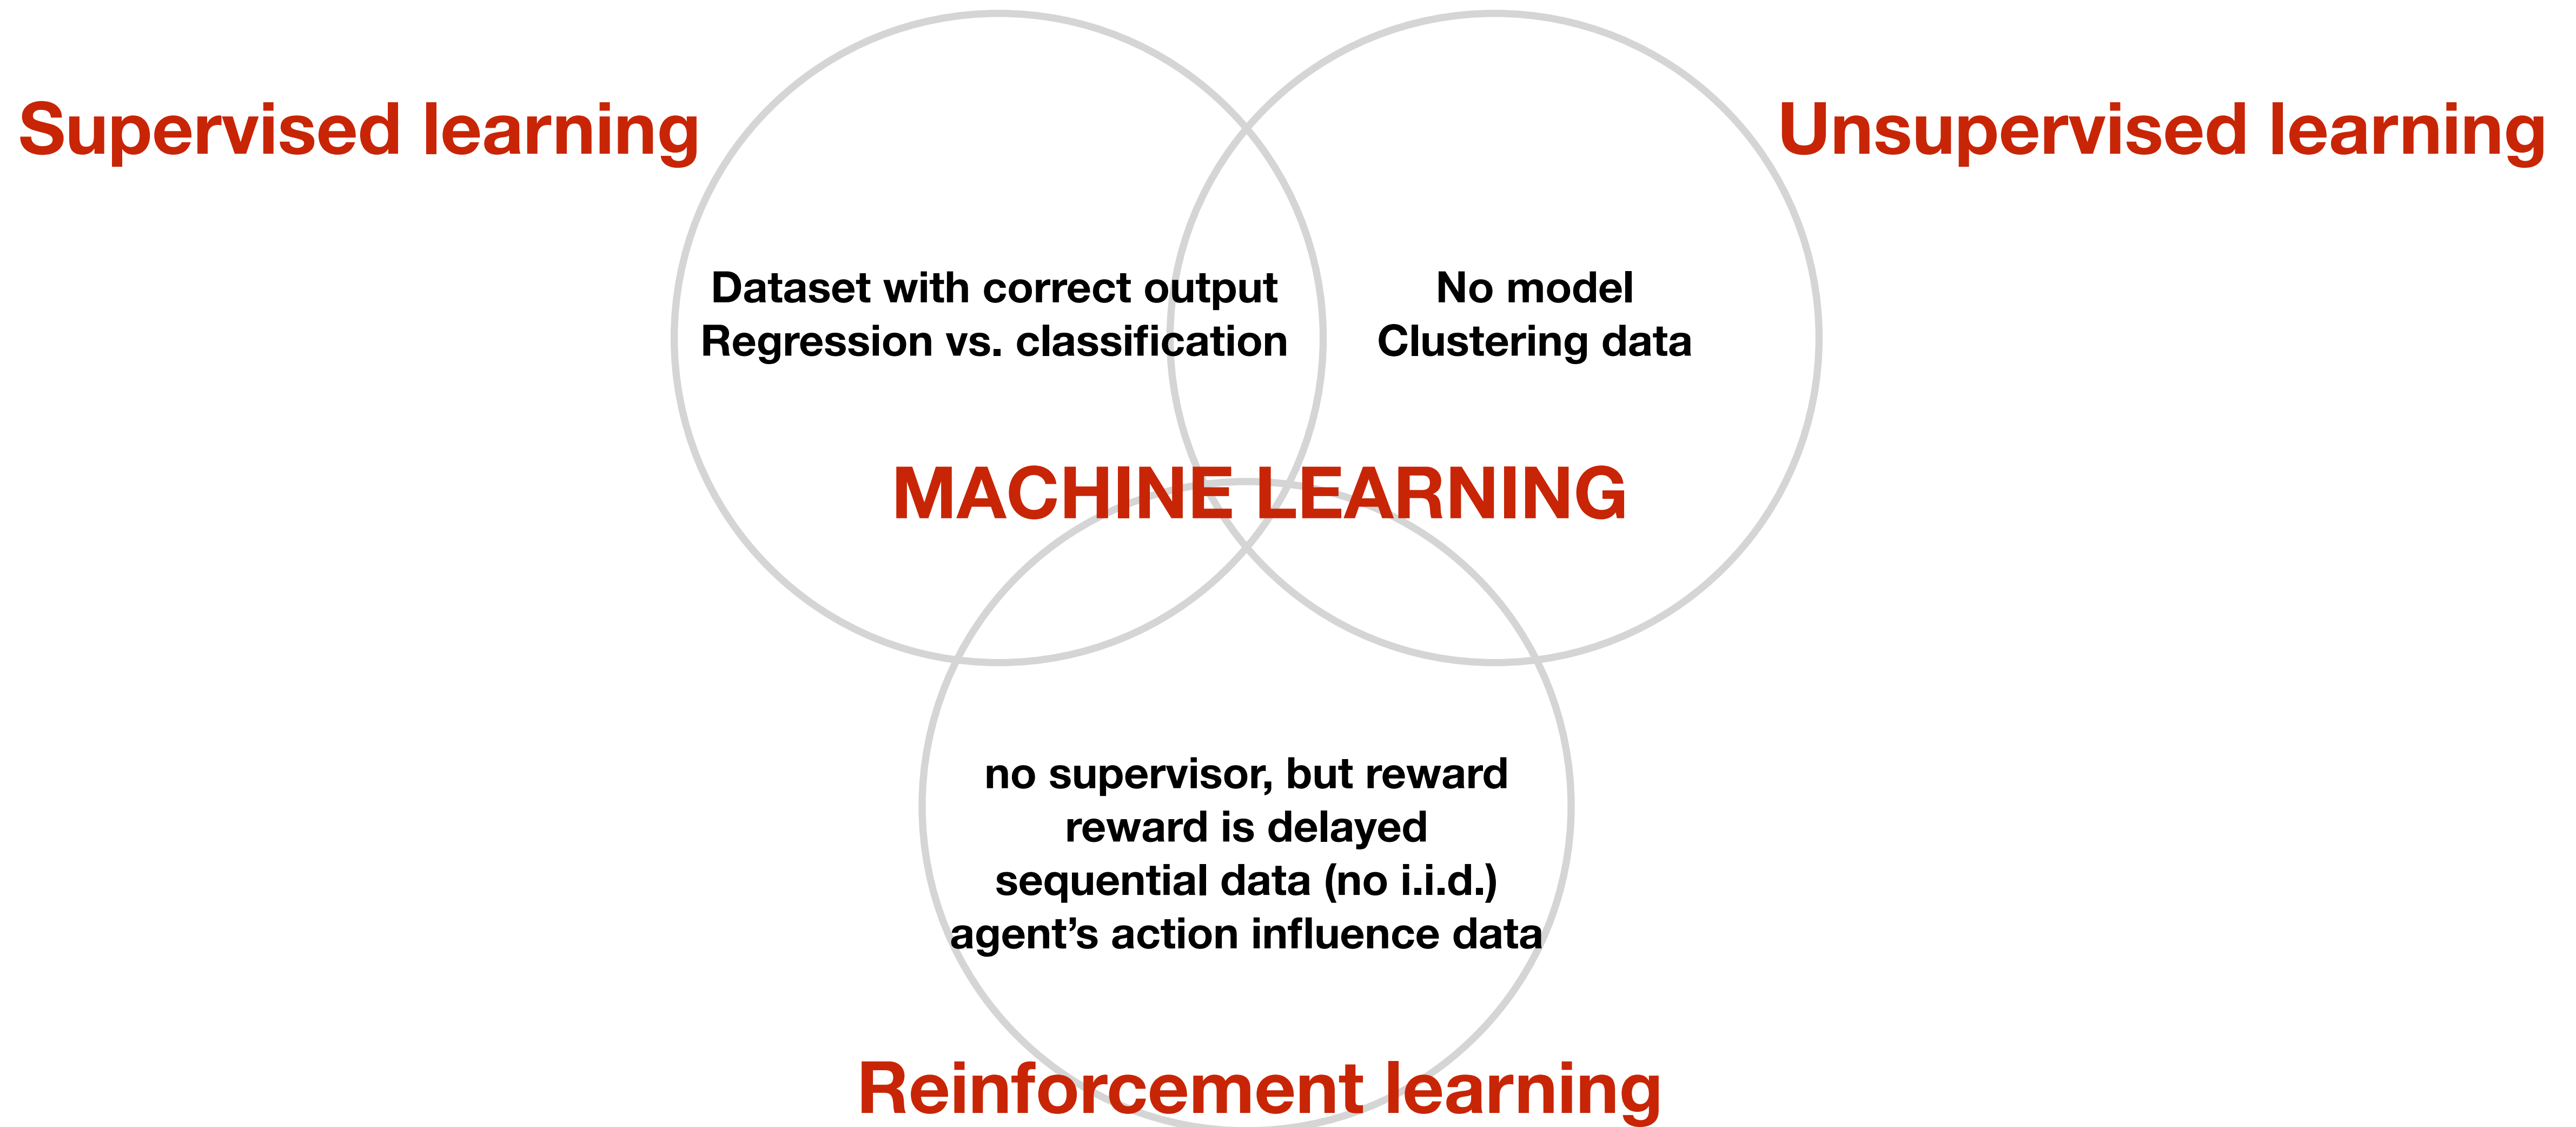 Supervised learning
Unsupervised learning
Dataset with correct output
Regression vs. classification
No model
Clustering data
MACHINE LEARNING
no supervisor, but reward
reward is delayed
sequential data (no i.i.d.)
agent’s action influence data
Reinforcement learning